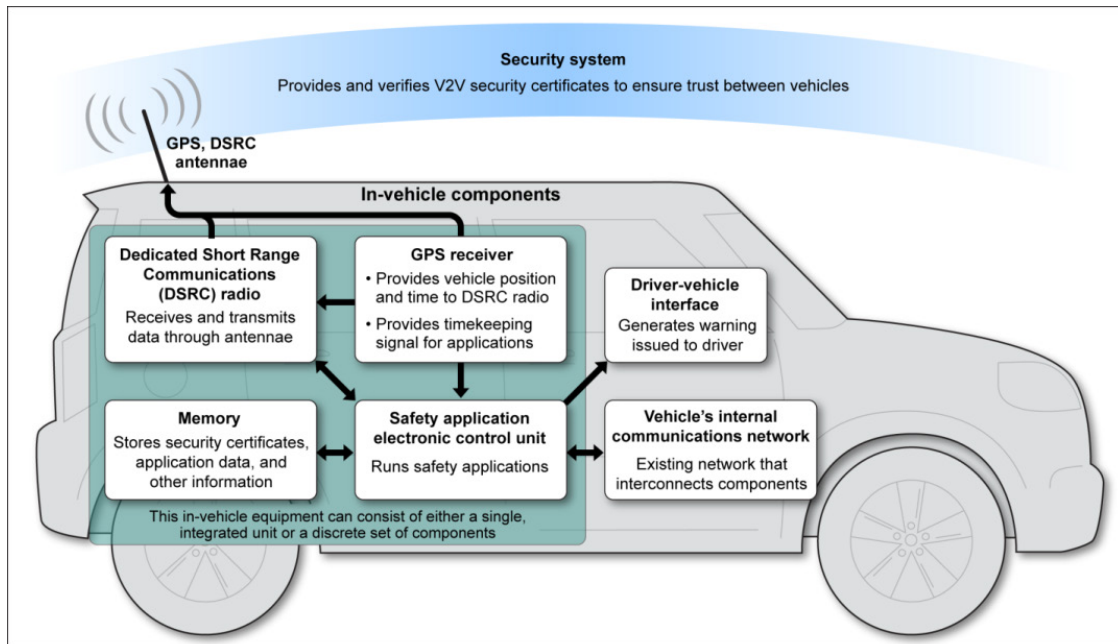 Security system
Provides and verifies V2V security certificates to ensure trust between vehicles
GPS, DSRC
antennae
In-vehicle components
Dedicated Short Range
Communications
(DSRC) radio
Receives and transmits
data through antennae
GPS receiver
• Provides vehicle position
and time to DSRC radio
• Provides timekeeping
signal for applications
Driver-vehicle
interface
Generates warning
issued to driver
Memory
Stores security certificates,
application data, and
other information
Safety application
electronic control unit
Runs safety applications
Vehicle's internal
communications network
Existing network that
interconnects components
This in-vehicle equipment can consist of either a single,
integrated unit or a discrete set of components